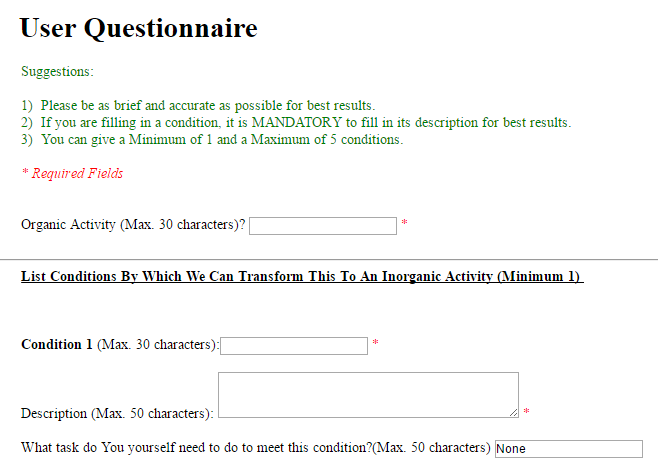 User Questionnaire
Suggestions:
1) Please be as brief and accurate as possible for best results.
2) If you are filling in a condition, it is MANDATORY to fill in its description for best results.
3) You can give a Minimum of 1 and a Maximum of 5 conditions.
* Required Fields
Organic Activity (Max. 30 characters)? *
List Conditions By Which We Can Transform This To An Inorganic Activity (Minimum 1)
Condition 1 (Max. 30 characters): *
Description (Max. 50 characters): *
What task do You yourself need to do to meet this condition?(Max. 50 characters) None